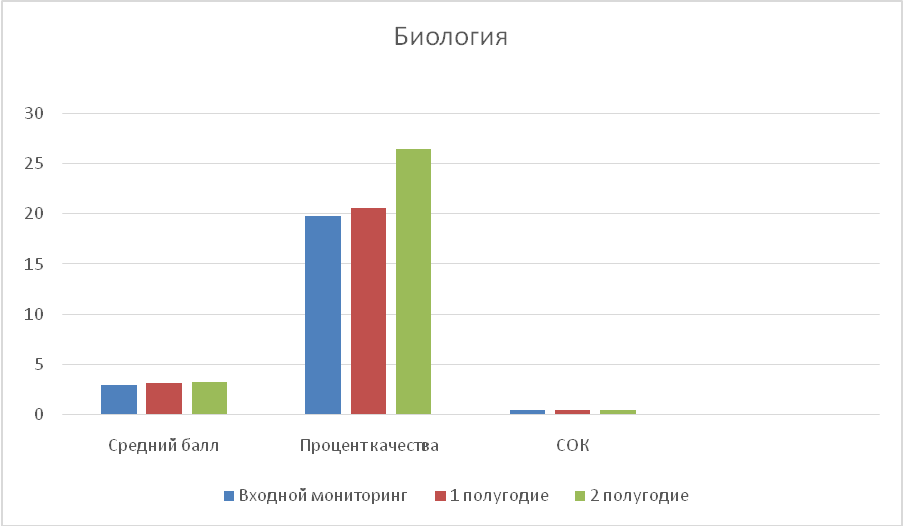 Биология
30
25
20
15
10
5
0
Средний балл Процент качества СОК
Входной мониторинг 1 полугодие 2 полугодие